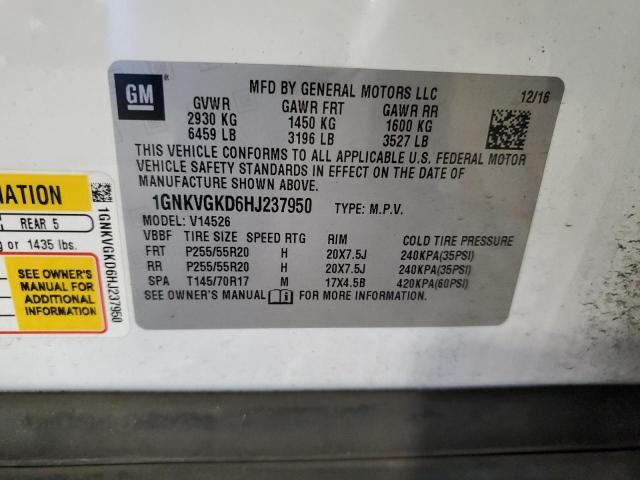 GM
MFD BY GENERAL MOTORS LLC 12/16
GVWR GAWR FRT GAWR RR
2930 KG 1450 KG 1600 KG
6459 LB 3196 LB 3527 LB
THIS VEHICLE CONFORMS TO ALL APPLICABLE U.S. FEDERAL MOTOR
VEHICLE SAFETY STANDARDS IN EFFECT ON THE DATE OF
MANUFACTURE SHOWN ABOVE.
1GNKVGKD6HJ237950 TYPE: M.P.V.
MODEL: V14526
VBBF TIRE SIZE SPEED RTG RIM COLD TIRE PRESSURE
FRT P255/55R20 H 20X7.5J 240KPA(35PSI)
RR P255/55R20 H 20X7.5J 240KPA(35PSI)
SPA T145/70R17 M 17X4.5B 420KPA(60PSI)
SEE OWNER'S MANUAL FOR MORE INFORMATION.
REAR 5
or 1435 lbs.
SEE OWNER'S
MANUAL FOR
ADDITIONAL
INFORMATION
1GNKVGKD6HJ237950